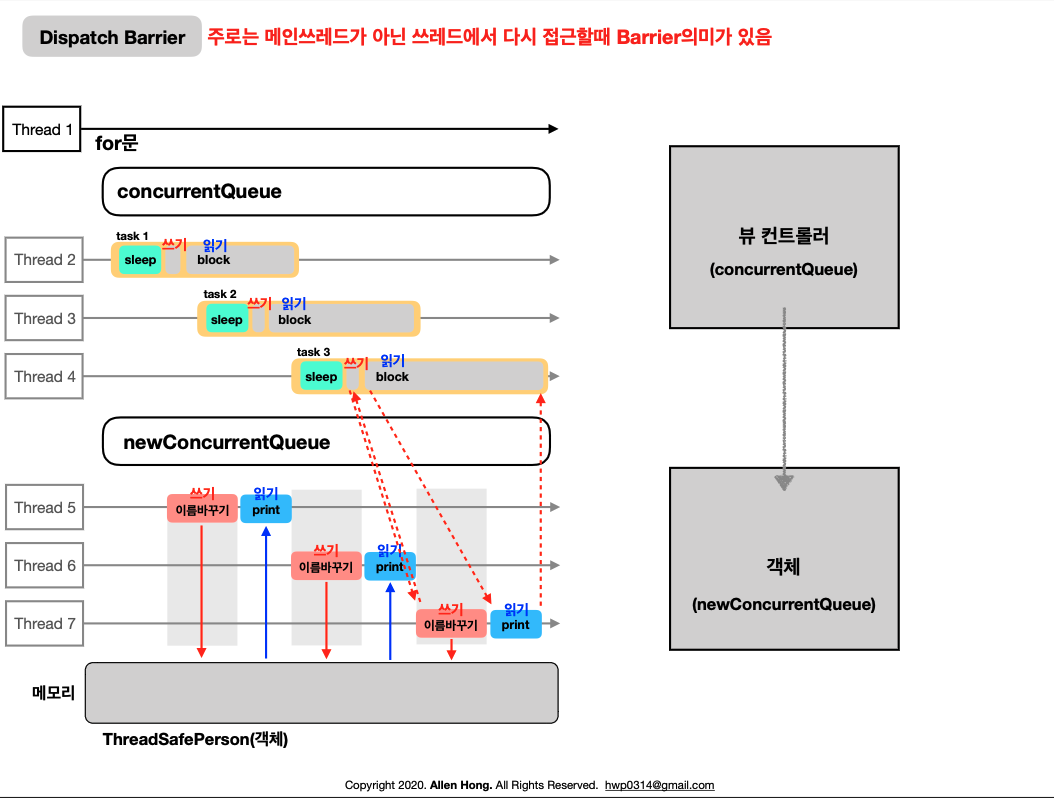 Dispatch Barrier 주로는 메인쓰레드가 아닌 쓰레드에서 다시 접근할때 Barrier의미가 있음
Thread 1
for문
concurrentQueue
task 1
쓰기 읽기
Thread 2 sleep block
task 2
쓰기 읽기
Thread 3 sleep block
task 3
쓰기 읽기
Thread 4 sleep block
newConcurrentQueue
쓰기 읽기
Thread 5 이름바꾸기 print
쓰기 읽기
Thread 6 이름바꾸기 print
쓰기 읽기
Thread 7 이름바꾸기 print
메모리
ThreadSafePerson(객체)
뷰 컨트롤러
(concurrentQueue)
객체
(newConcurrentQueue)
Copyright 2020. Allen Hong. All Rights Reserved. hwp0314@gmail.com